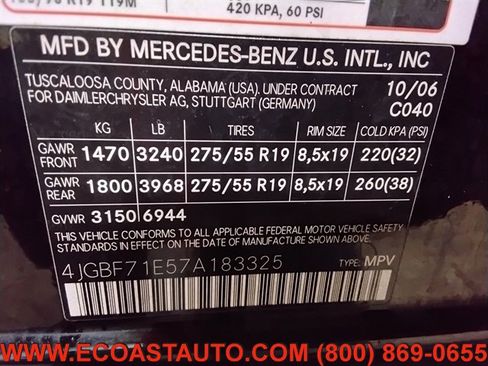 420 KPA, 60 PSI
MFD BY MERCEDES-BENZ U.S. INTL., INC
TUSCALOOSA COUNTY, ALABAMA (USA). UNDER CONTRACT
FOR DAIMLERCHRYSLER AG, STUTTGART (GERMANY)
10/06
C040
KG LB TIRES RIM SIZE COLD KPA (PSI)
GAWR FRONT 1470 3240 275/55 R19 8,5x19 220(32)
GAWR REAR 1800 3968 275/55 R19 8,5x19 260(38)
GVWR 3150 6944
THIS VEHICLE CONFORMS TO ALL APPLICABLE FEDERAL MOTOR VEHICLE SAFETY
STANDARDS IN EFFECT ON THE DATE OF MANUFACTURE SHOWN ABOVE.
4JGBF71E57A183325 TYPE: MPV
WWW.ECOASTAUTO.COM (800) 869-0655